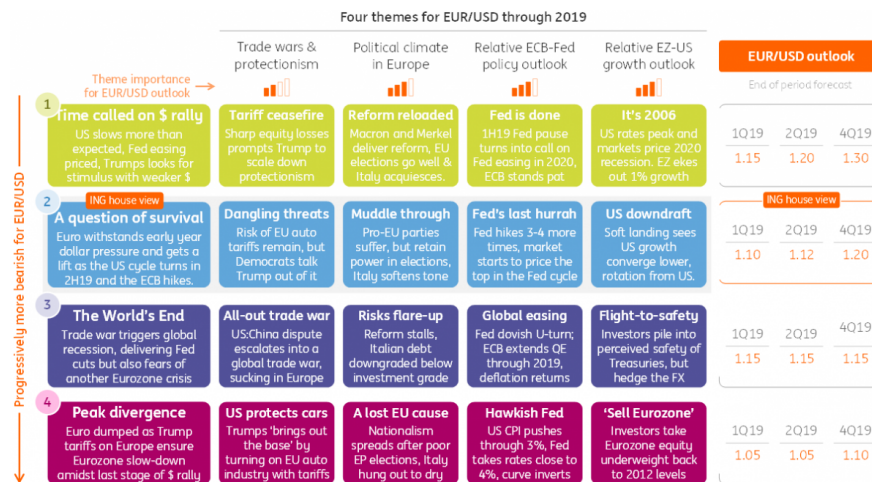 Four themes for EUR/USD through 2019
Theme importance
for EUR/USD outlook
Trade wars &
protectionism
Political climate
in Europe
Relative ECB-Fed
policy outlook
Relative EZ-US
growth outlook
EUR/USD outlook
End of period forecast
Progressively more bearish for EUR/USD
1
Time called on $ rally
US slows more than
expected, Fed easing
priced, Trumps looks for
stimulus with weaker $
Tariff ceasefire
Sharp equity losses
prompts Trump to
scale down
protectionism
Reform reloaded
Macron and Merkel
deliver reform, EU
elections go well &
Italy acquiesces.
Fed is done
1H19 Fed pause
turns into call on
Fed easing in 2020,
ECB stands pat
It's 2006
US rates peak and
markets price 2020
recession. EZ ekes
out 1% growth
1Q19 2Q19 4Q19
1.15 1.20 1.30
ING house view
2
A question of survival
Euro withstands early year
dollar pressure and gets a
lift as the US cycle turns in
2H19 and the ECB hikes.
Dangling threats
Risk of EU auto
tariffs remain, but
Democrats talk
Trump out of it
Muddle through
Pro-EU parties
suffer, but retain
power in elections,
Italy softens tone
Fed's last hurrah
Fed hikes 3-4 more
times, market
starts to price the
top in the Fed cycle
US downdraft
Soft landing sees
US growth
converge lower,
rotation from US.
ING house view
1Q19 2Q19 4Q19
1.10 1.12 1.20
3
The World's End
Trade war triggers global
recession, delivering Fed
cuts but also fears of
another Eurozone crisis
All-out trade war
US:China dispute
escalates into a
global trade war,
sucking in Europe
Risks flare-up
Reform stalls,
Italian debt
downgraded below
investment grade
Global easing
Fed dovish U-turn;
ECB extends QE
through 2019,
deflation returns
Flight-to-safety
Investors pile into
perceived safety of
Treasuries, but
hedge the FX
1Q19 2Q19 4Q19
1.15 1.15 1.15
4
Peak divergence
Euro dumped as Trump
tariffs on Europe ensure
Eurozone slow-down
amidst last stage of $ rally
US protects cars
Trumps 'brings out
the base' by
turning on EU auto
industry with tariffs
A lost EU cause
Nationalism
spreads after poor
EP elections, Italy
hung out to dry
Hawkish Fed
US CPI pushes
through 3%, Fed
takes rates close to
4%, curve inverts
'Sell Eurozone'
Investors take
Eurozone equity
underweight back
to 2012 levels
1Q19 2Q19 4Q19
1.05 1.05 1.10